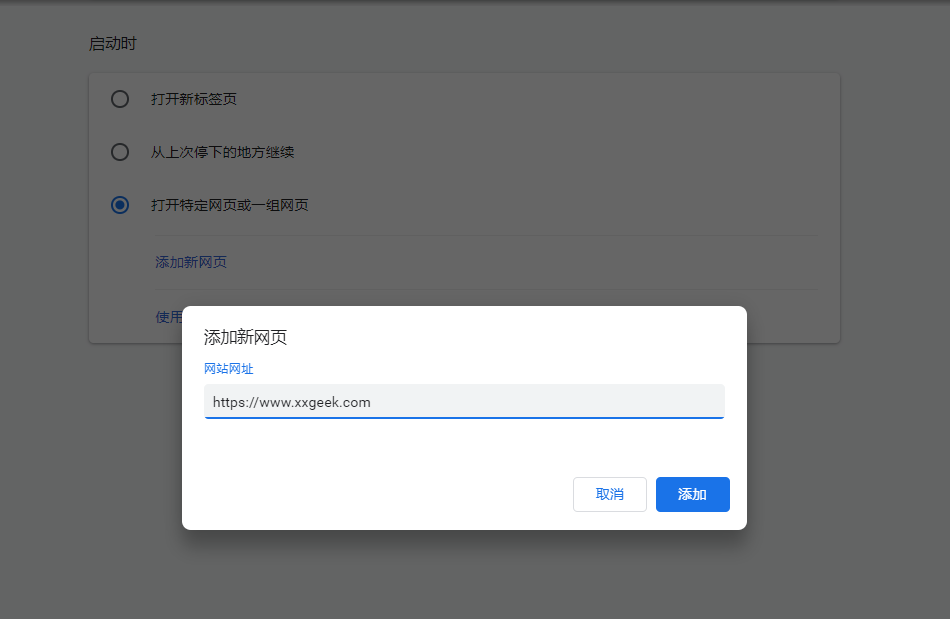 启动时
打开新标签页
从上次停下的地方继续
打开特定网页或一组网页
添加新网页
使用
添加新网页
网站网址
https://www.xxgeek.com
取消
添加